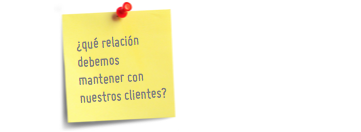 ¿qué relación
debemos
mantener con
nuestros clientes?